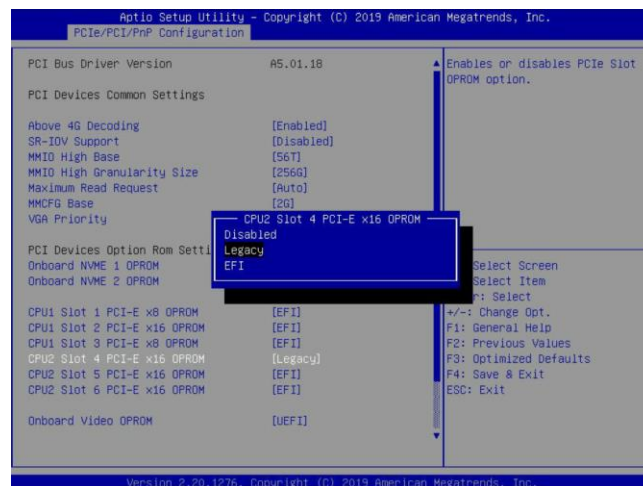 Aptio Setup Utility – Copyright (C) 2019 American Megatrends, Inc.
PCIe/PCI/PnP Configuration
PCI Bus Driver Version A5.01.18
Enables or disables PCIe Slot
OPROM option.
PCI Devices Common Settings
Above 4G Decoding [Enabled]
SR-IOV Support [Disabled]
MMIO High Base [56T]
MMIO High Granularity Size [256G]
Maximum Read Request [Auto]
MMCFG Base [2G]
VGA Priority
CPU2 Slot 4 PCI-E x16 OPROM
Disabled
Legacy
EFI
PCI Devices Option Rom Setti
Onboard NVME 1 OPROM
Onboard NVME 2 OPROM
Select Screen
Select Item
r: Select
CPU1 Slot 1 PCI-E x8 OPROM [EFI]
+/-: Change Opt.
CPU1 Slot 2 PCI-E x16 OPROM [EFI]
F1: General Help
CPU1 Slot 3 PCI-E x8 OPROM [EFI]
F2: Previous Values
CPU2 Slot 4 PCI-E x16 OPROM [Legacy]
F3: Optimized Defaults
CPU2 Slot 5 PCI-E x16 OPROM [EFI]
F4: Save & Exit
CPU2 Slot 6 PCI-E x16 OPROM [EFI]
ESC: Exit
Onboard Video OPROM [UEFI]
Version 2.20.1276. Copyright (C) 2019 American Megatrends, Inc.